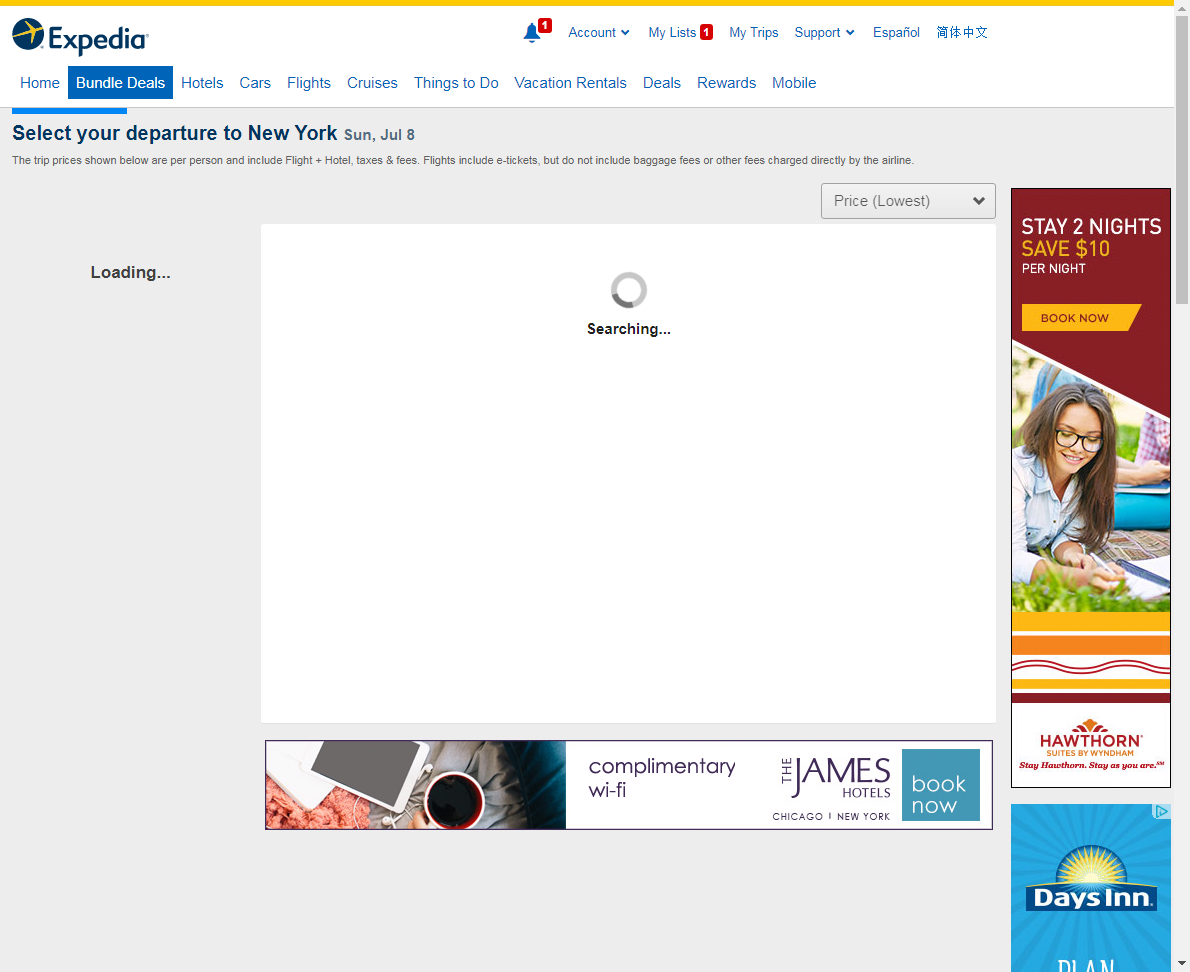 Expedia
1
Account
My Lists 1
My Trips
Support
Español
简体中文
Home
Bundle Deals
Hotels
Cars
Flights
Cruises
Things to Do
Vacation Rentals
Deals
Rewards
Mobile
Select your departure to New York Sun, Jul 8
The trip prices shown below are per person and include Flight + Hotel, taxes & fees. Flights include e-tickets, but do not include baggage fees or other fees charged directly by the airline.
Price (Lowest)
Loading...
Searching...
STAY 2 NIGHTS
SAVE $10
PER NIGHT
BOOK NOW
HAWTHORN
SUITES BY WYNDHAM
Stay Hawthorn. Stay as you are.℠
complimentary
wi-fi
THE JAMES
HOTELS
CHICAGO | NEW YORK
book
now
Days Inn
PLAN